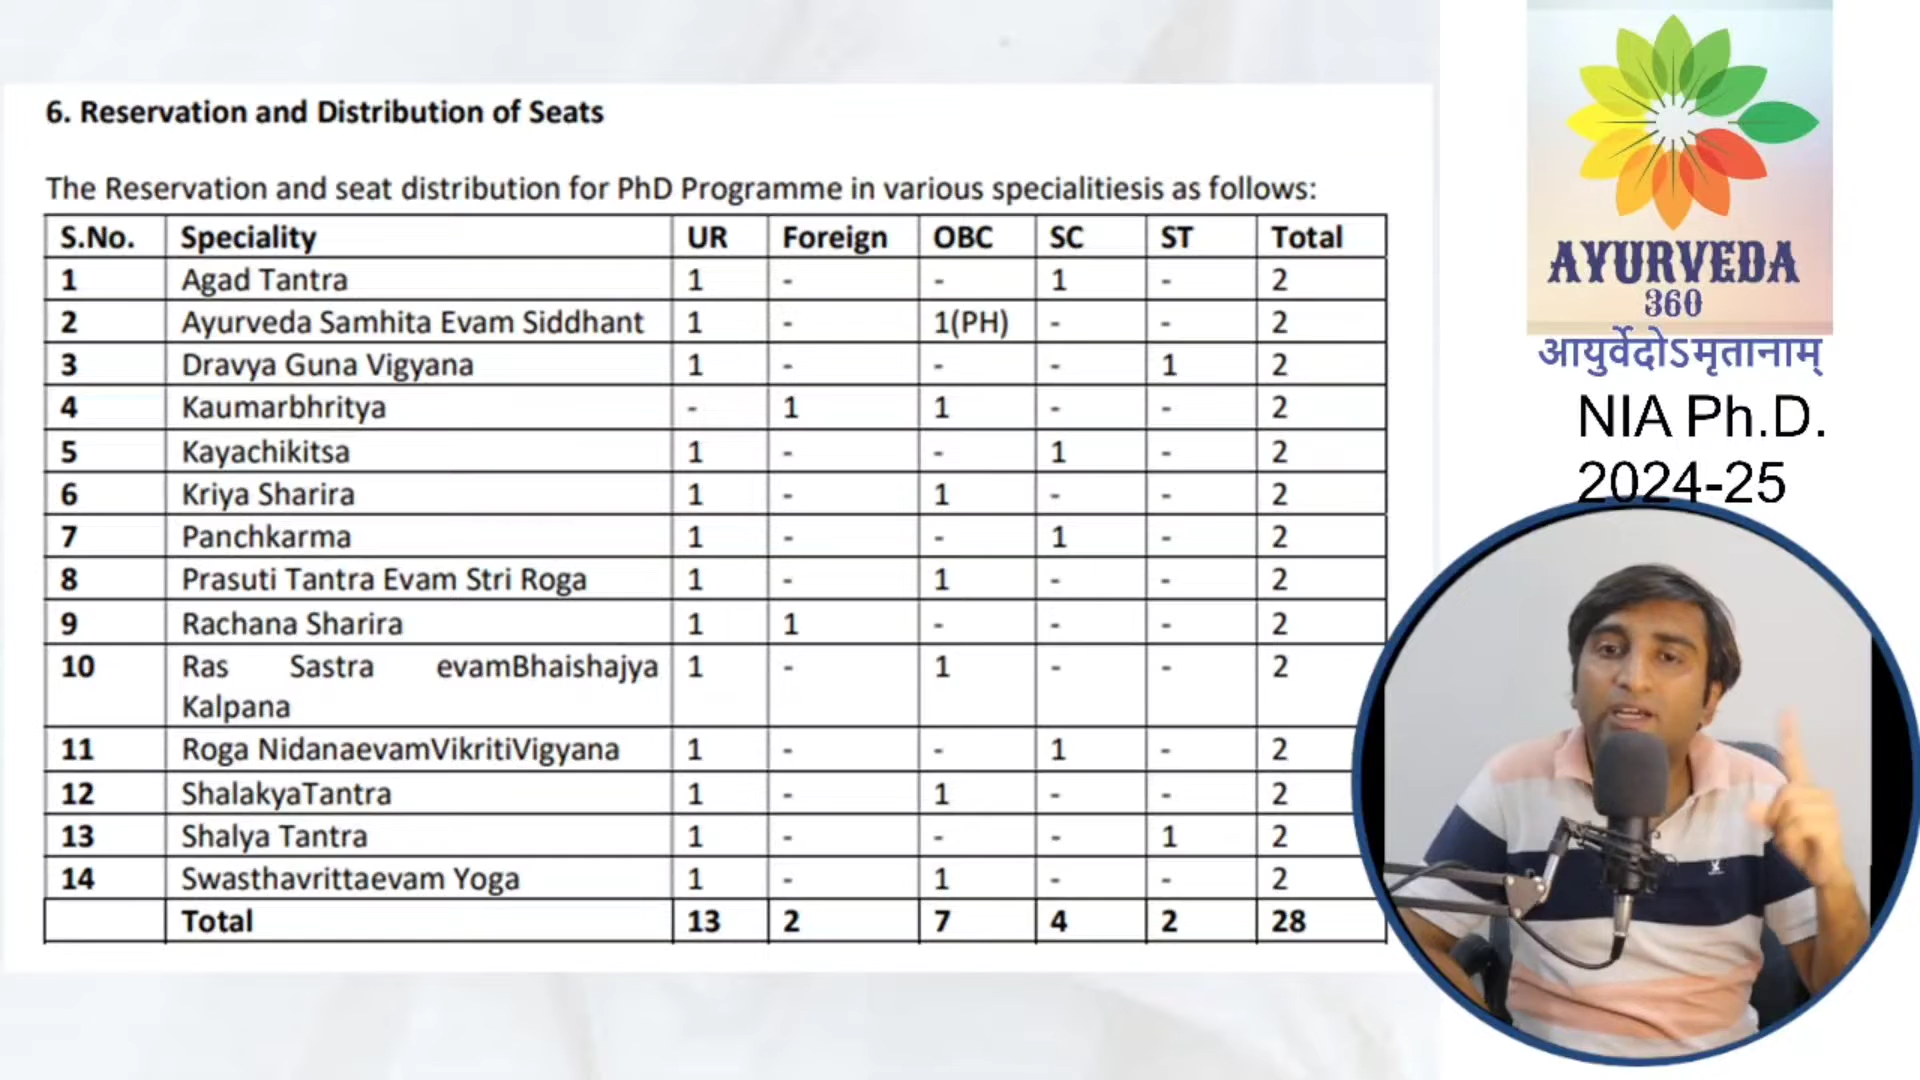 6. Reservation and Distribution of Seats
The Reservation and seat distribution for PhD Programme in various specialitiesis as follows:
S.No. Speciality UR Foreign OBC SC ST Total
1 Agad Tantra 1 - - 1 - 2
2 Ayurveda Samhita Evam Siddhant 1 - 1(PH) - - 2
3 Dravya Guna Vigyana 1 - - - 1 2
4 Kaumarbhritya - 1 1 - - 2
5 Kayachikitsa 1 - - 1 - 2
6 Kriya Sharira 1 - 1 - - 2
7 Panchkarma 1 - - 1 - 2
8 Prasuti Tantra Evam Stri Roga 1 - 1 - - 2
9 Rachana Sharira 1 1 - - - 2
10 Ras Sastra evamBhaishajya 1 - 1 - - 2
Kalpana
11 Roga NidanaevamVikritiVigyana 1 - - 1 - 2
12 ShalakyaTantra 1 - 1 - - 2
13 Shalya Tantra 1 - - - 1 2
14 Swasthavrittaevam Yoga 1 - 1 - - 2
Total 13 2 7 4 2 28
AYURVEDA
360
आयुर्वेदोऽमृतानाम्
NIA Ph.D.
2024-25